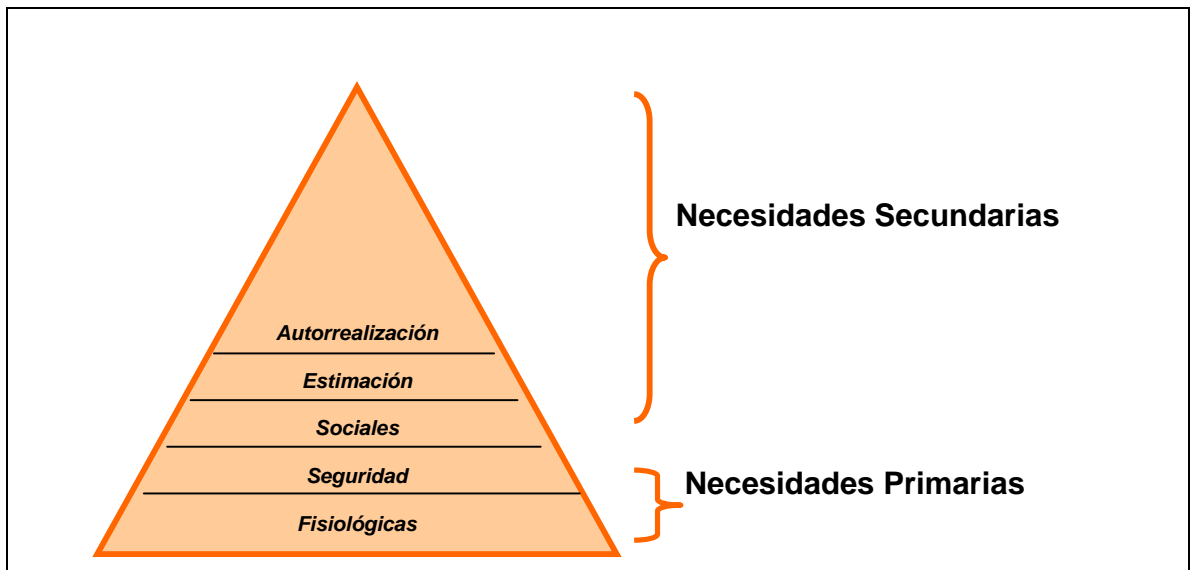 Necesidades Secundarias
Autorrealización
Estimación
Sociales
Seguridad
Necesidades Primarias
Fisiológicas